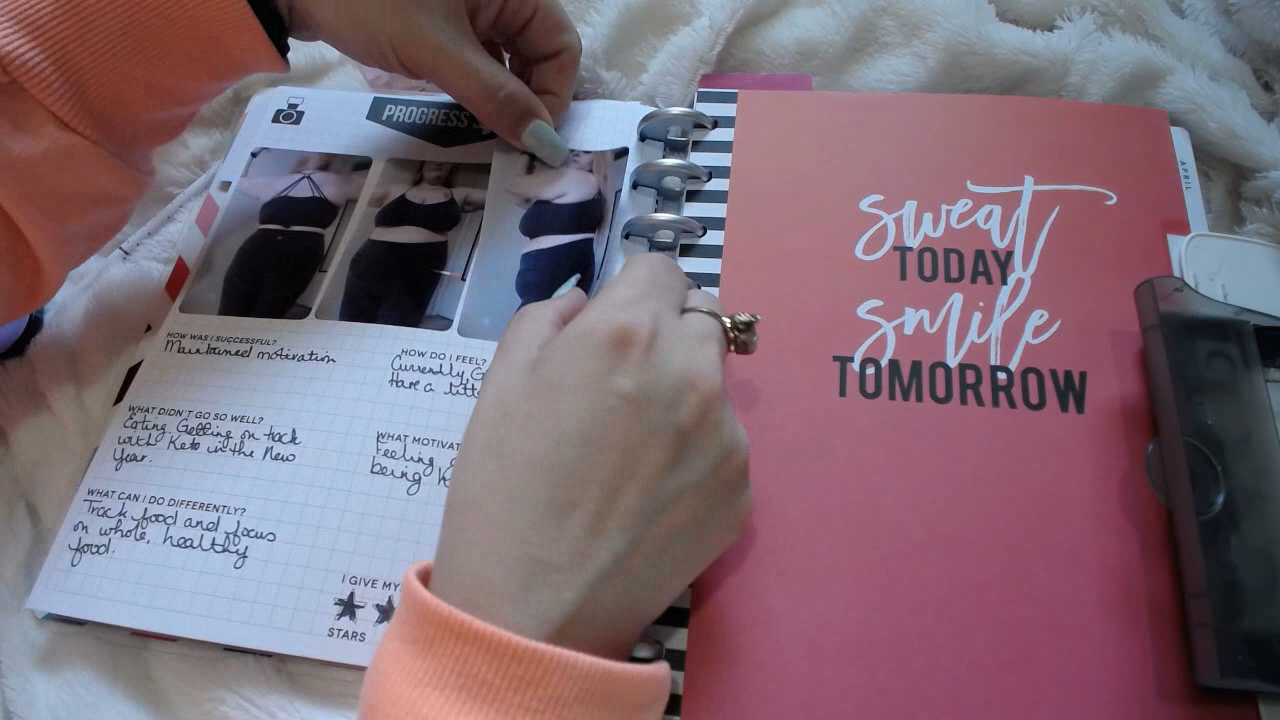 PROGRESS
HOW WAS I SUCCESSFUL?
Maintained motivation
HOW DO I FEEL?
Currently
Have a
WHAT DIDN'T GO SO WELL?
Eating. Getting on track
with Keto in the New
Year.
WHAT MOTIVAT
Feeling
being
WHAT CAN I DO DIFFERENTLY?
Track food and focus
on whole, healthy
food.
I GIVE MY
STARS
sweat
TODAY
smile
TOMORROW
APRIL